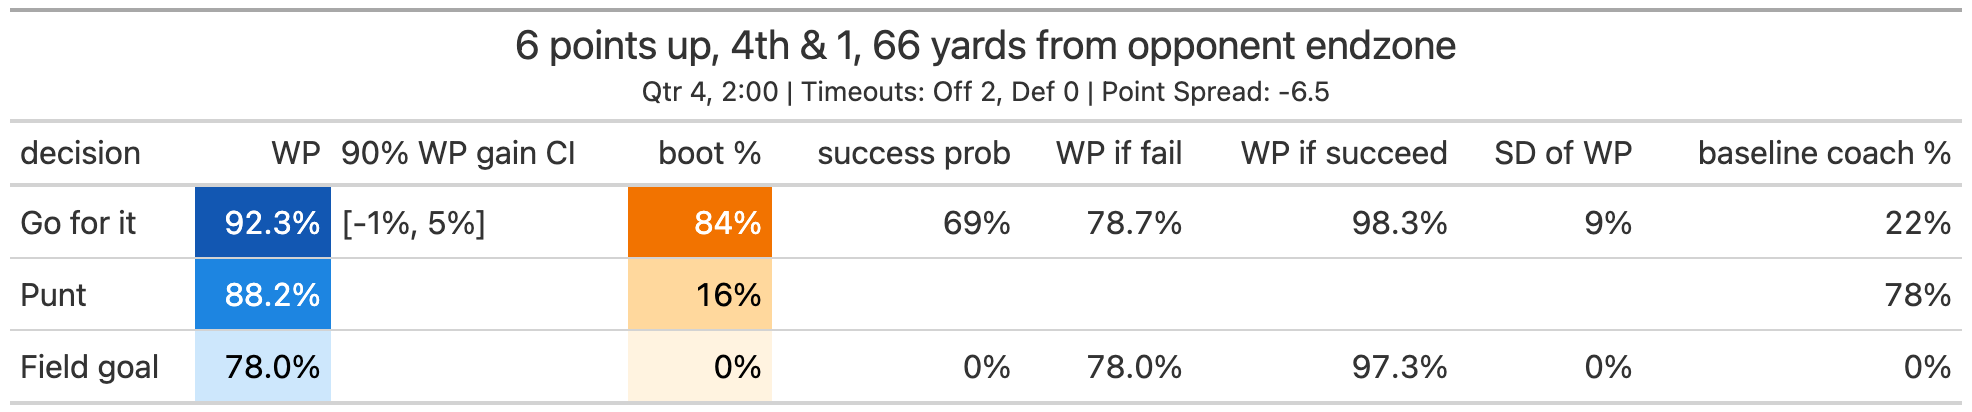 6 points up, 4th & 1, 66 yards from opponent endzone
Qtr 4, 2:00 | Timeouts: Off 2, Def 0 | Point Spread: -6.5
decision WP 90% WP gain CI boot % success prob WP if fail WP if succeed SD of WP baseline coach %
Go for it 92.3% [-1%, 5%] 84% 69% 78.7% 98.3% 9% 22%
Punt 88.2% 16% 78%
Field goal 78.0% 0% 0% 78.0% 97.3% 0% 0%